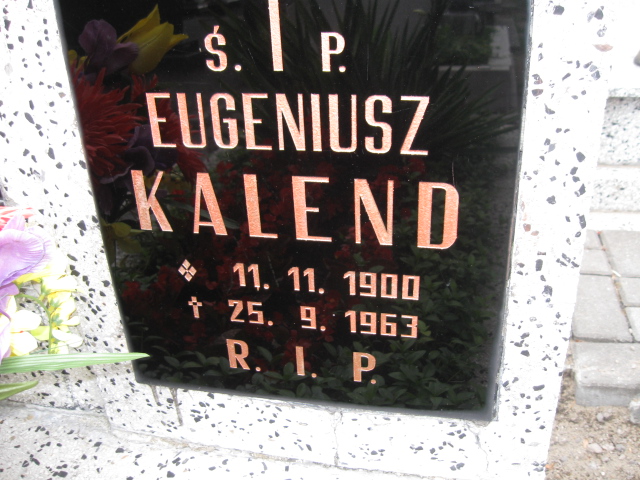 Ś. P.
EUGENIUSZ
KALEND
11. 11. 1900
† 25. 9. 1963
R. I. P.